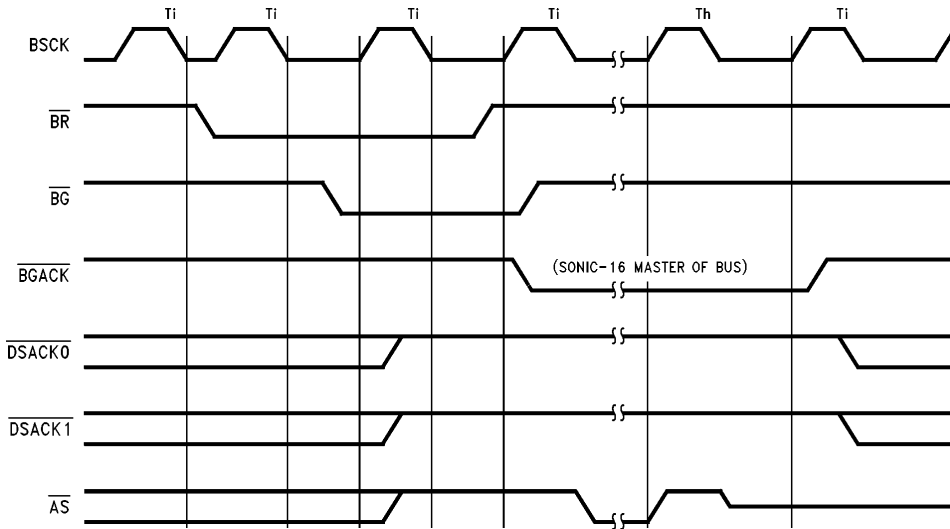 Ti Ti Ti Ti Th Ti
BSCK
BR
BG
BGACK
(SONIC-16 MASTER OF BUS)
DSACK0
DSACK1
AS